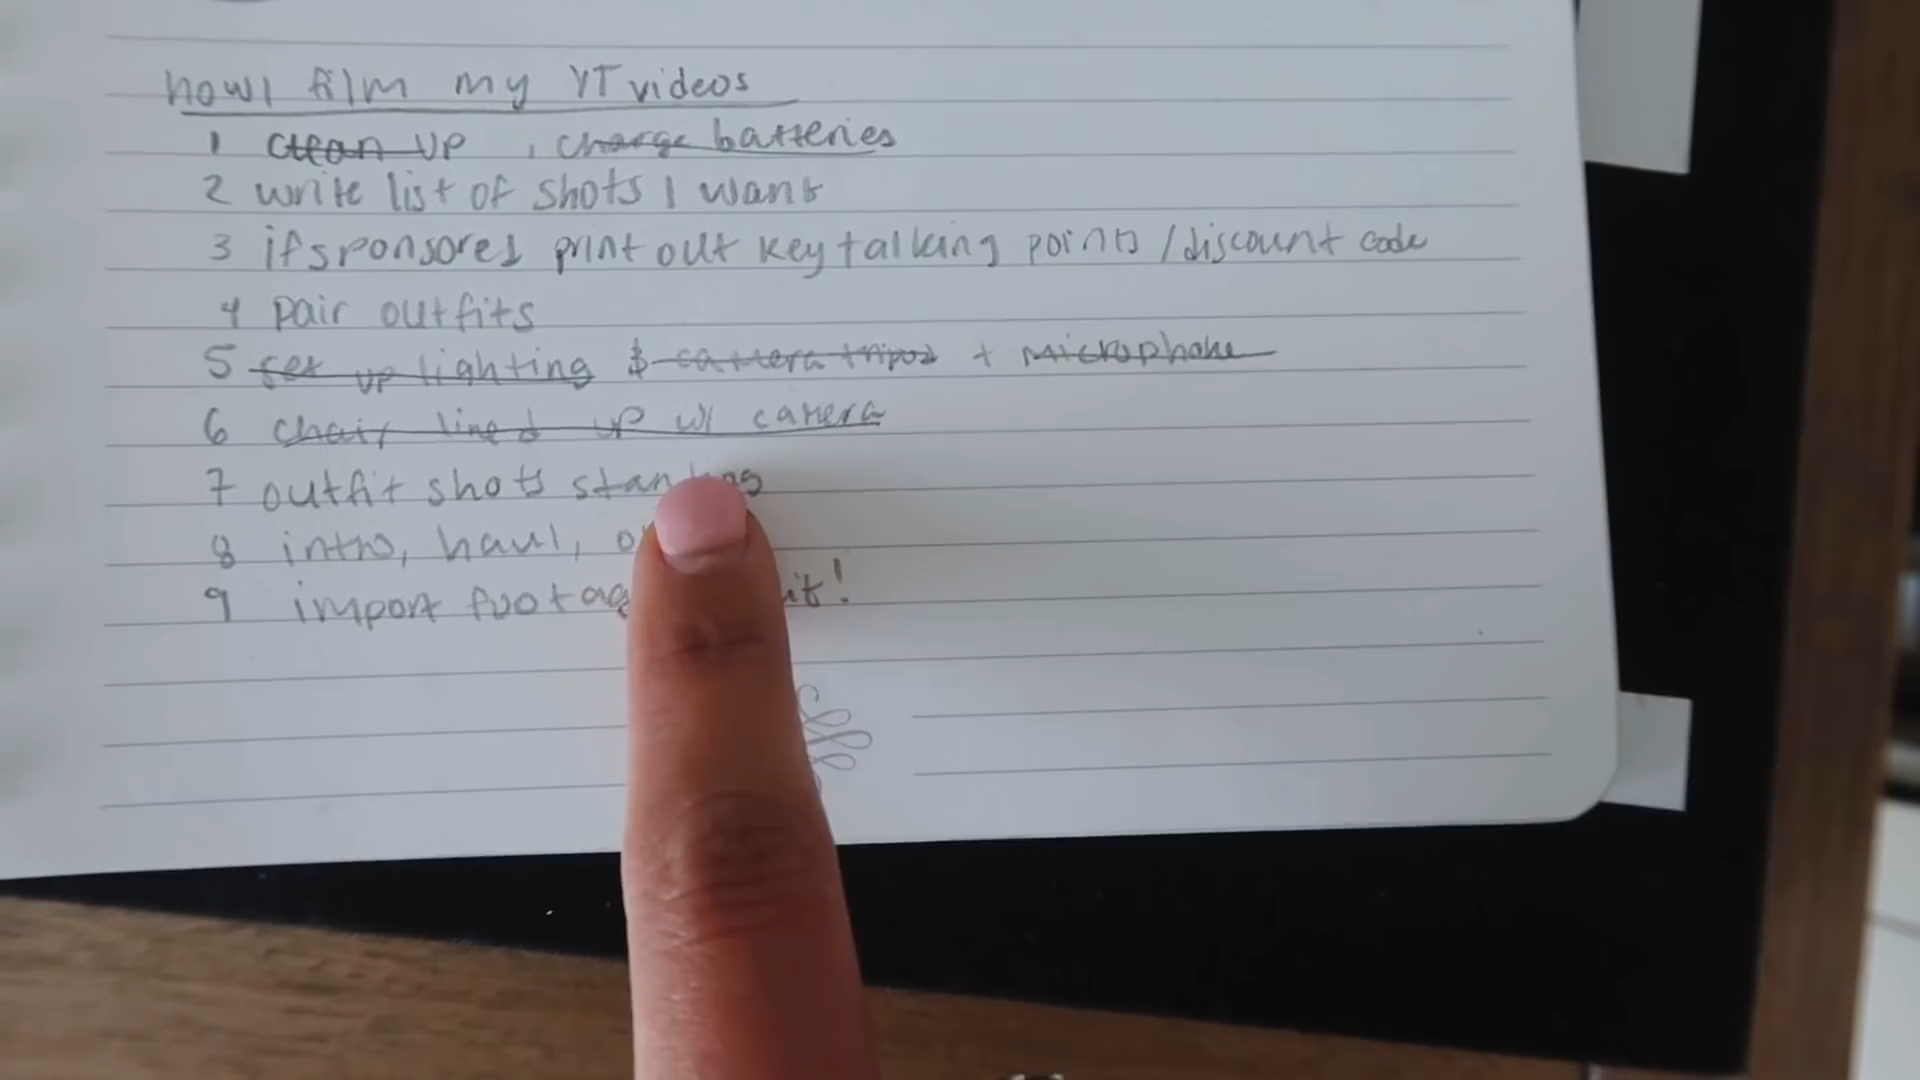 how I film my YT videos
1 clean up , charge batteries
2 write list of shots I want
3 if sponsored print out key talking points / discount code
4 pair outfits
5 set up lighting & camera tripod + microphone
6 chair lined up w/ camera
7 outfit shots
8 intro, haul,
9 import